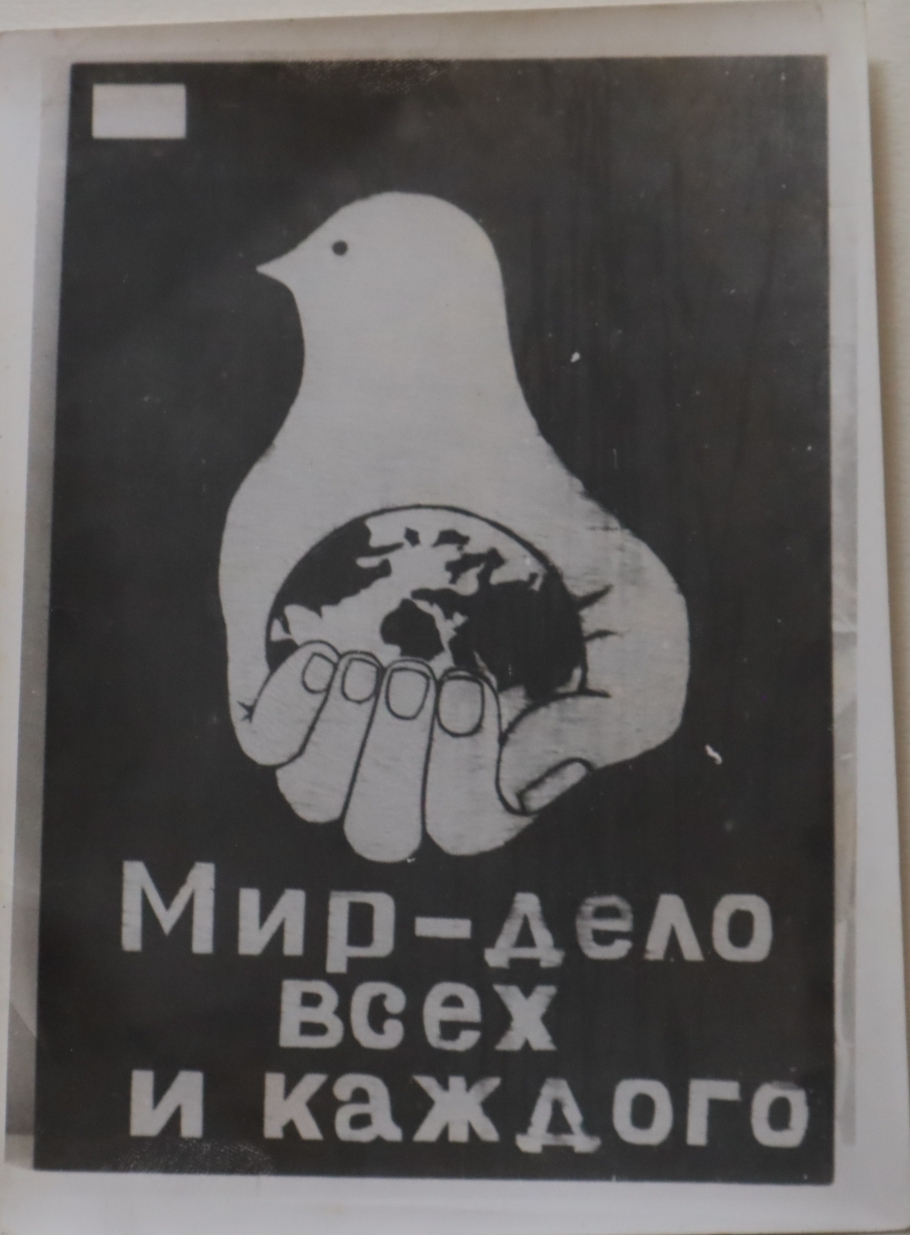 Мир-дело
всех
и каждого